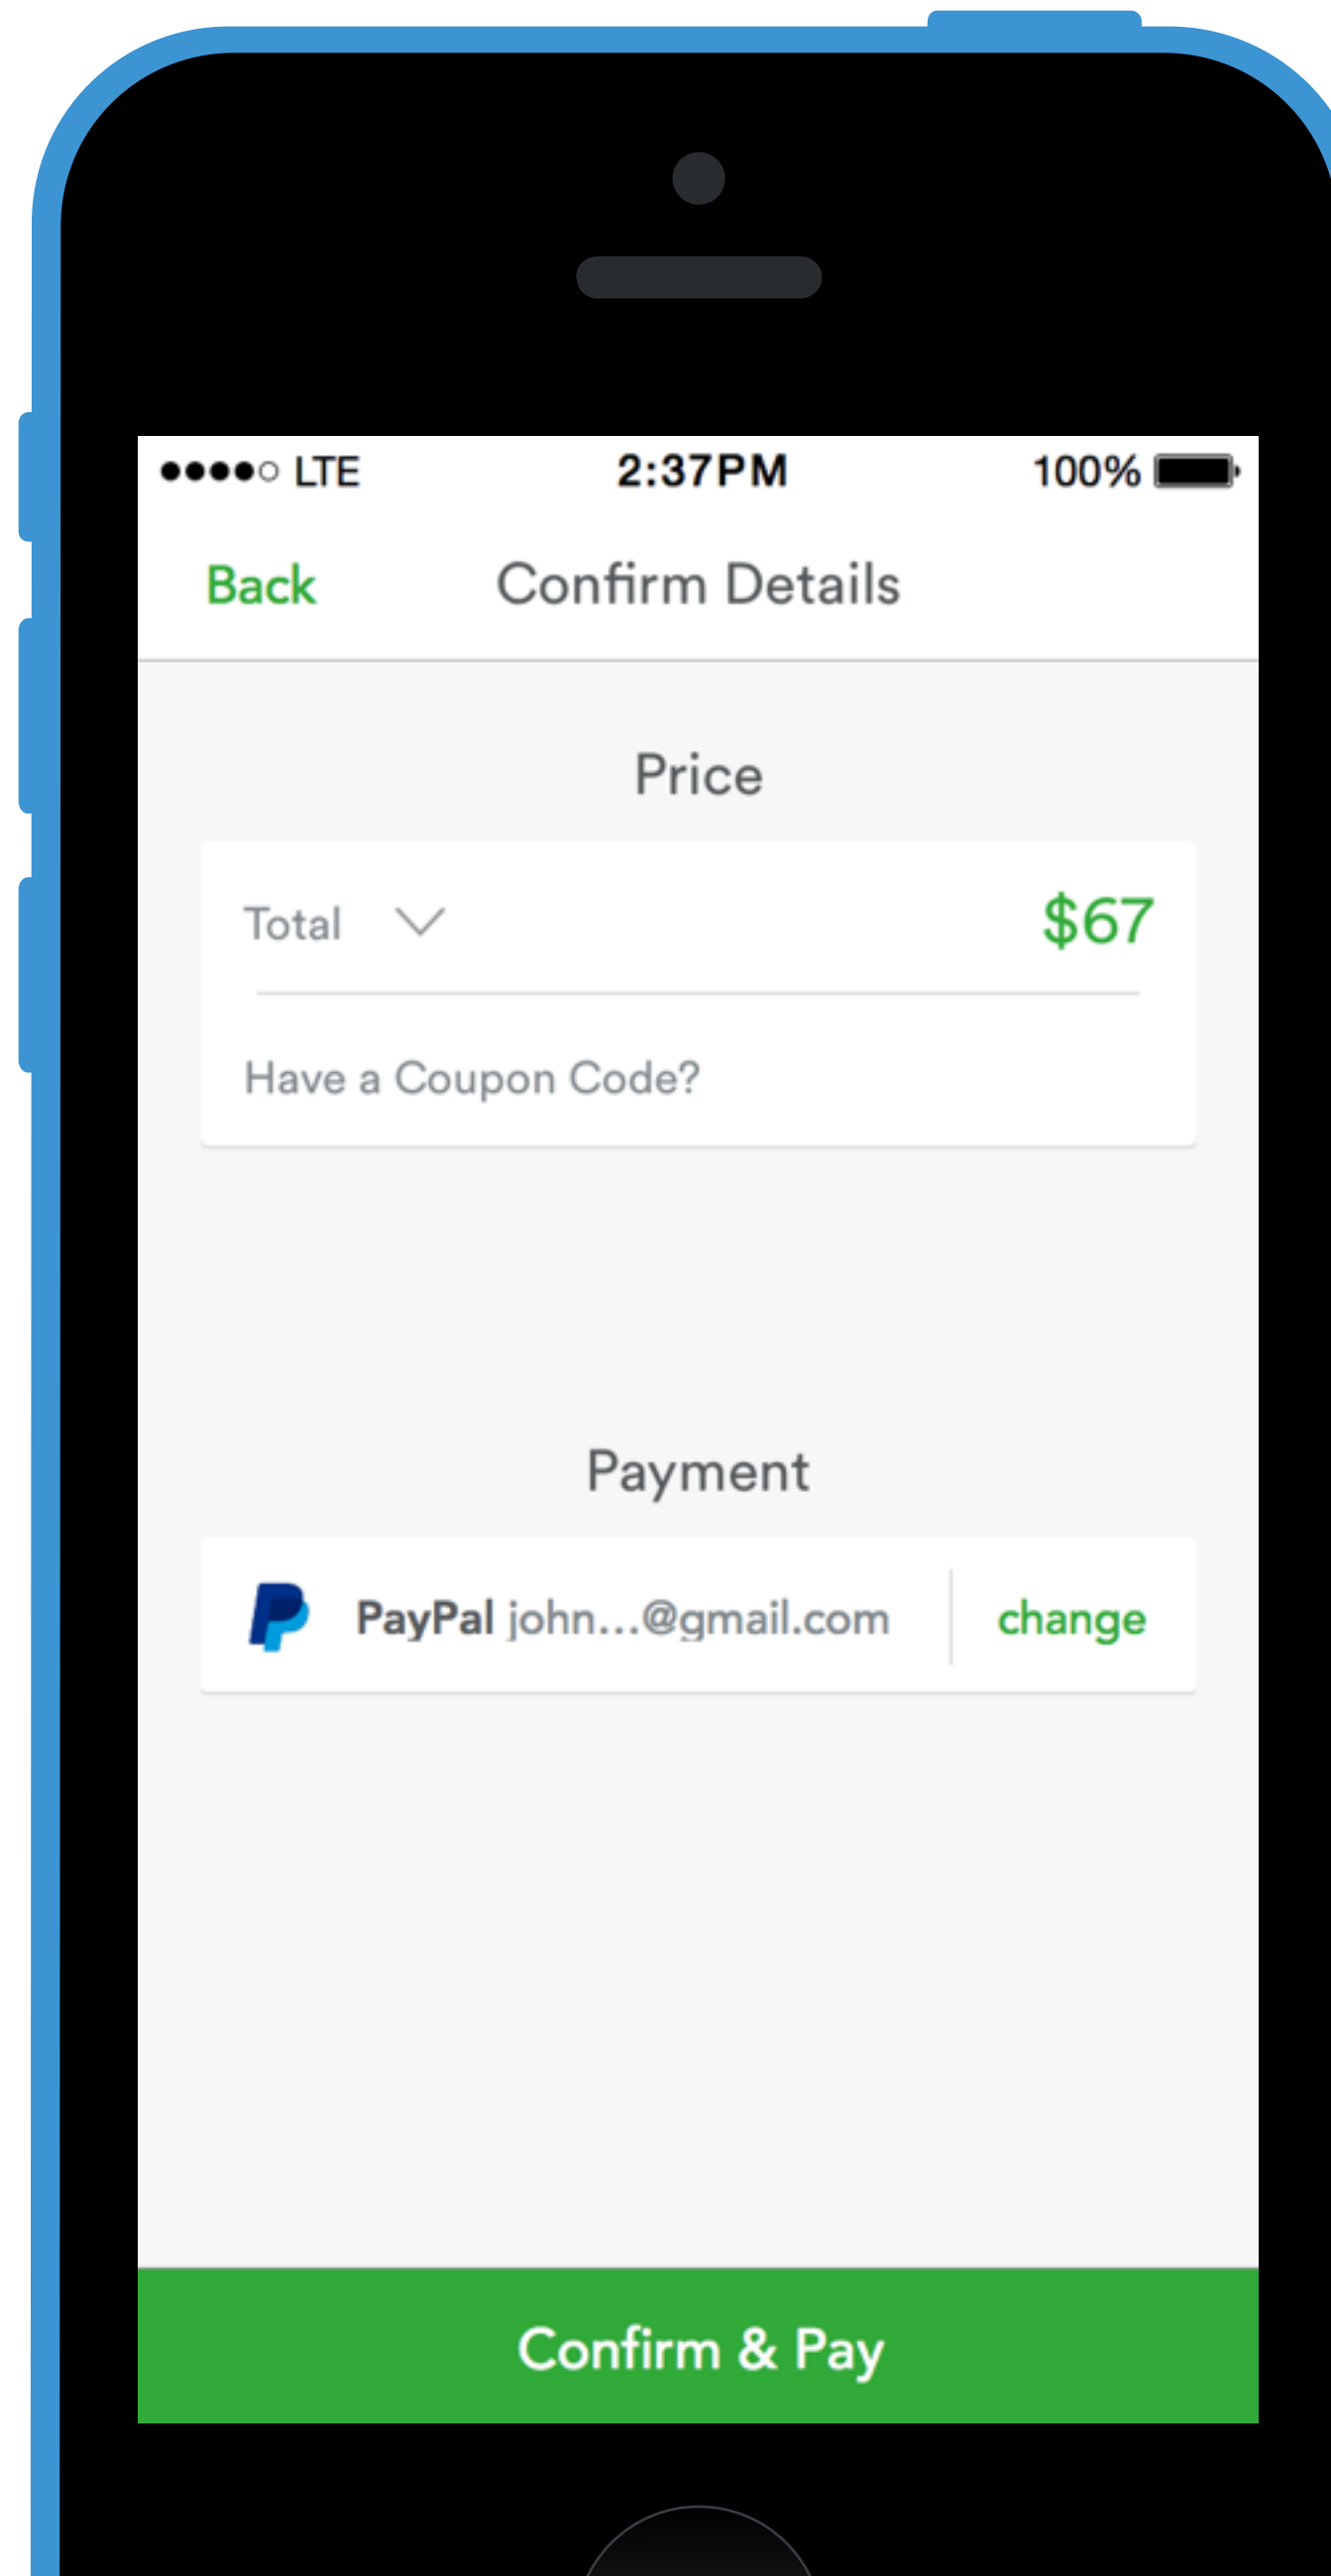 LTE 2:37PM 100%
Back Confirm Details
Price
Total $67
Have a Coupon Code?
Payment
PayPal john...@gmail.com change
Confirm & Pay